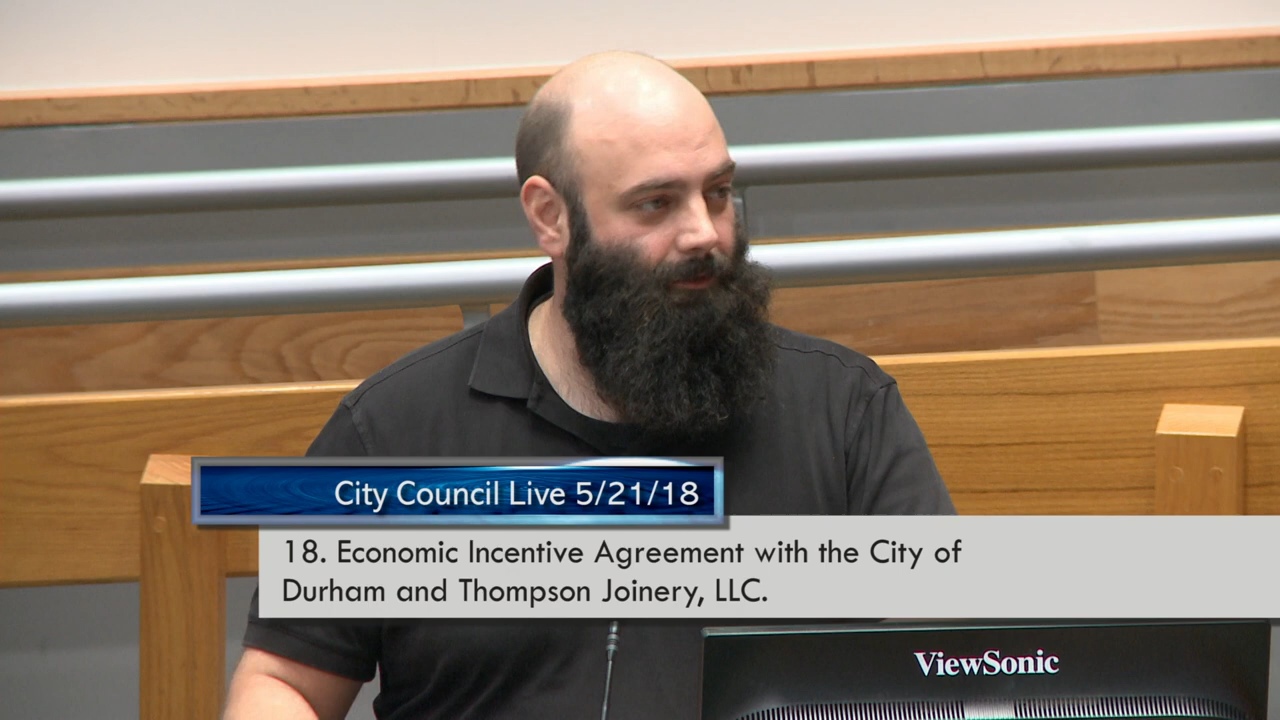 City Council Live 5/21/18
18. Economic Incentive Agreement with the City of
Durham and Thompson Joinery, LLC.
ViewSonic